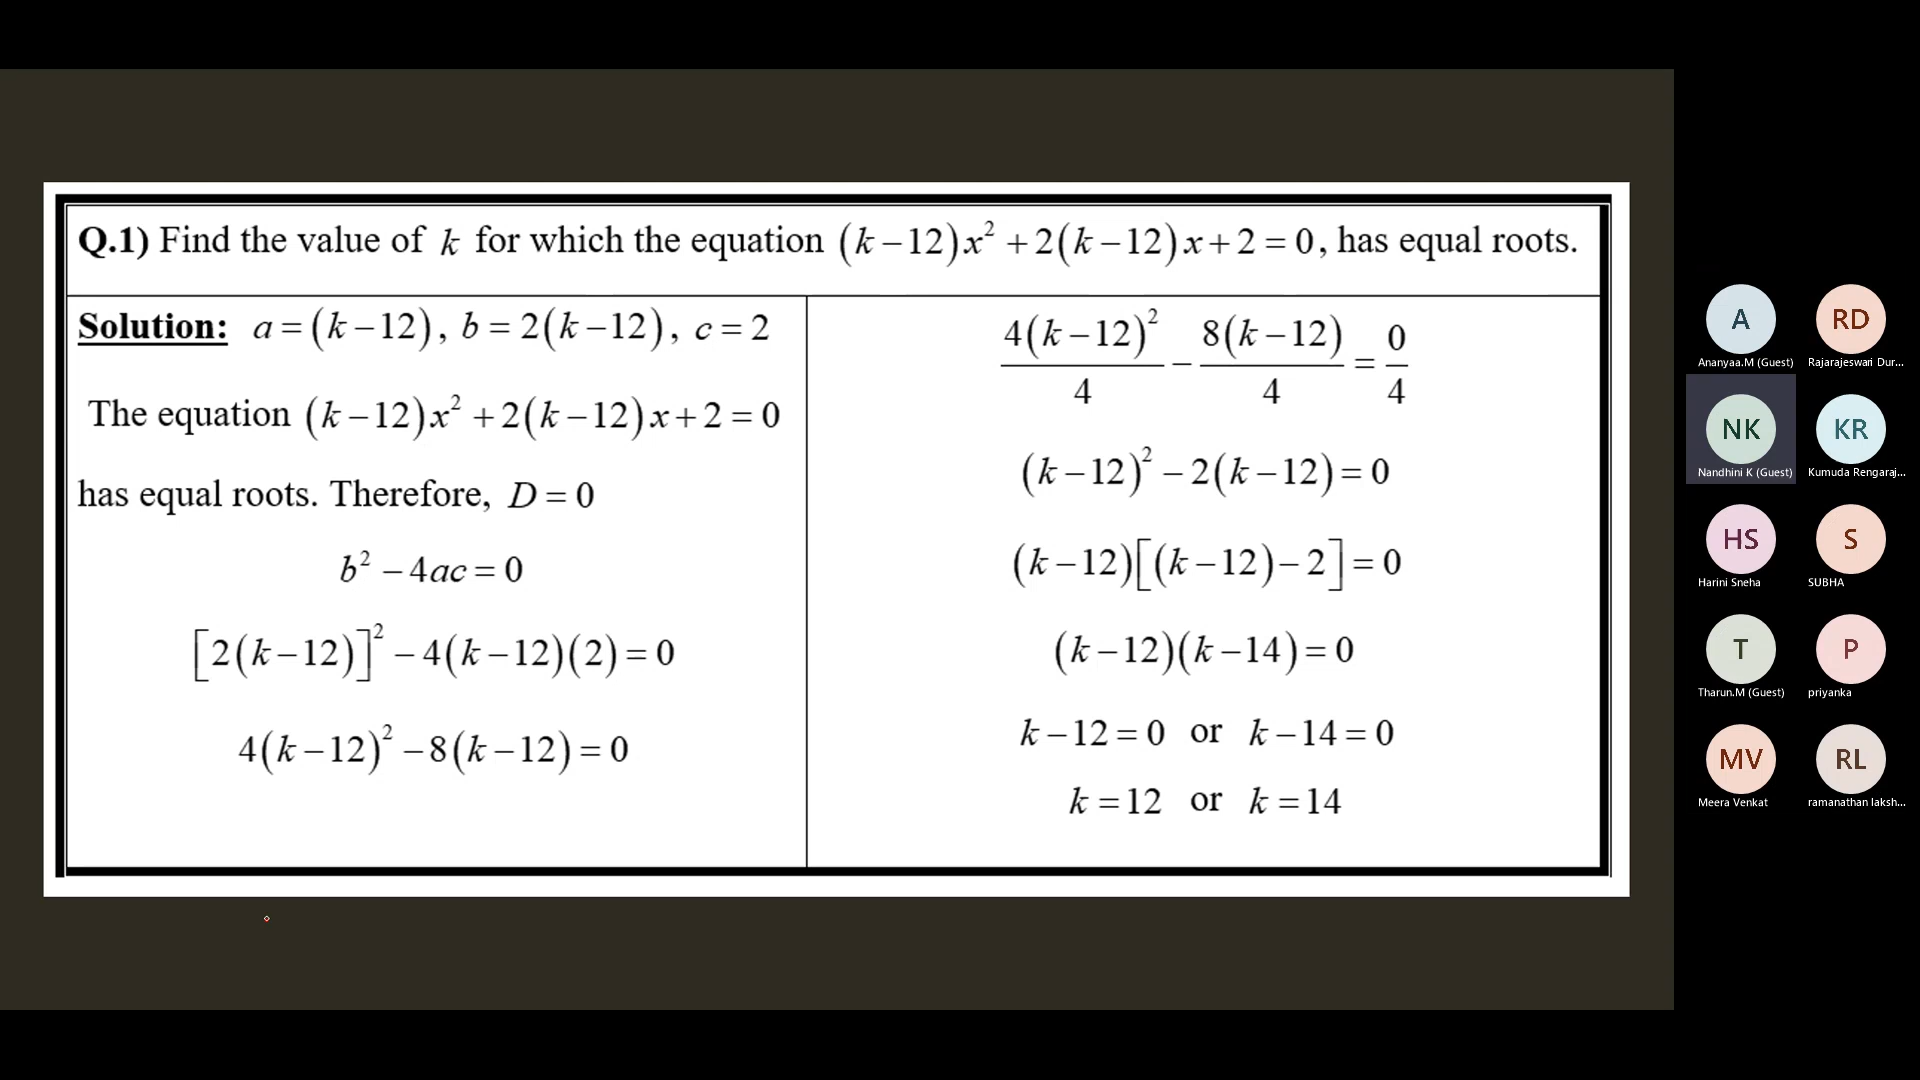 Q.1) Find the value of k for which the equation (k−12)x² + 2(k−12)x + 2 = 0, has equal roots.
Solution: a = (k−12), b = 2(k−12), c = 2
The equation (k−12)x² + 2(k−12)x + 2 = 0
has equal roots. Therefore, D = 0
b² − 4ac = 0
[2(k−12)]² − 4(k−12)(2) = 0
4(k−12)² − 8(k−12) = 0
4(k−12)²/4 − 8(k−12)/4 = 0/4
(k−12)² − 2(k−12) = 0
(k−12)[(k−12)−2] = 0
(k−12)(k−14) = 0
k−12 = 0 or k−14 = 0
k = 12 or k = 14
A RD
Ananyaa.M (Guest) Rajarajeswari Dur...
NK KR
Nandhini K (Guest) Kumuda Rengaraj...
HS S
Harini Sneha SUBHA
T P
Tharun.M (Guest) priyanka
MV RL
Meera Venkat ramanathan laksh...